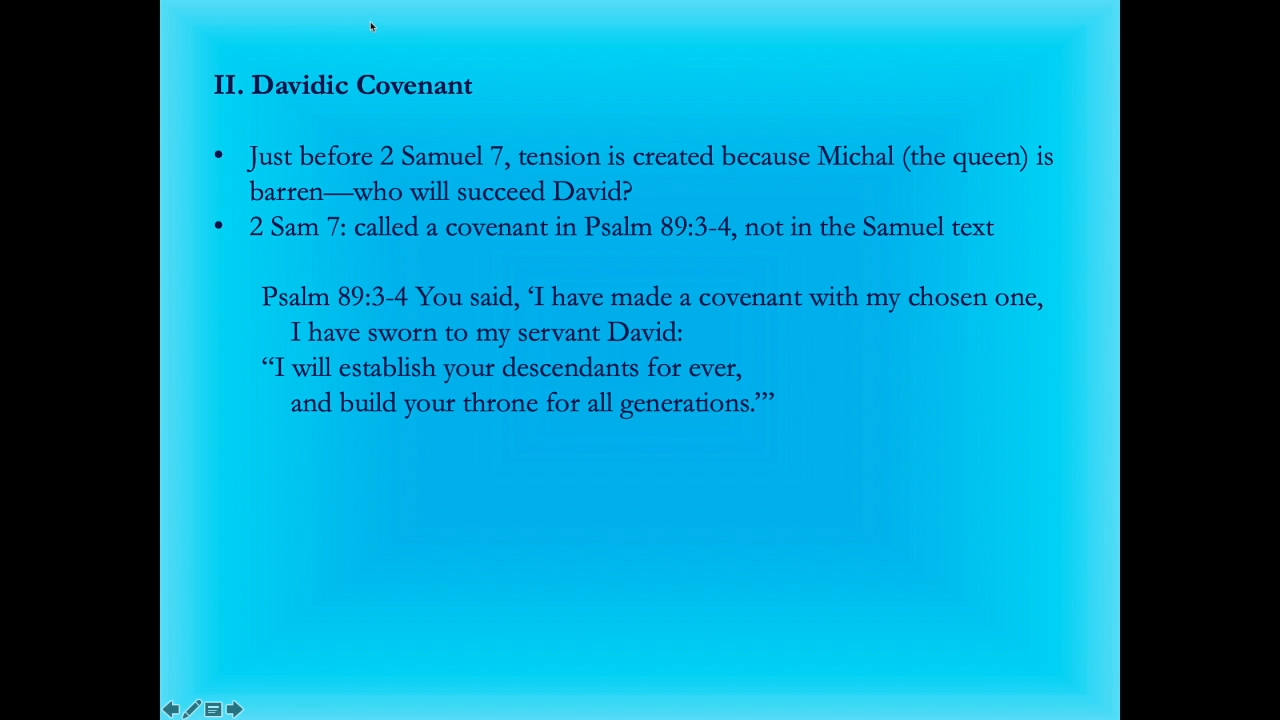 II. Davidic Covenant
• Just before 2 Samuel 7, tension is created because Michal (the queen) is
barren—who will succeed David?
• 2 Sam 7: called a covenant in Psalm 89:3-4, not in the Samuel text
Psalm 89:3-4 You said, ‘I have made a covenant with my chosen one,
I have sworn to my servant David:
“I will establish your descendants for ever,
and build your throne for all generations.”’